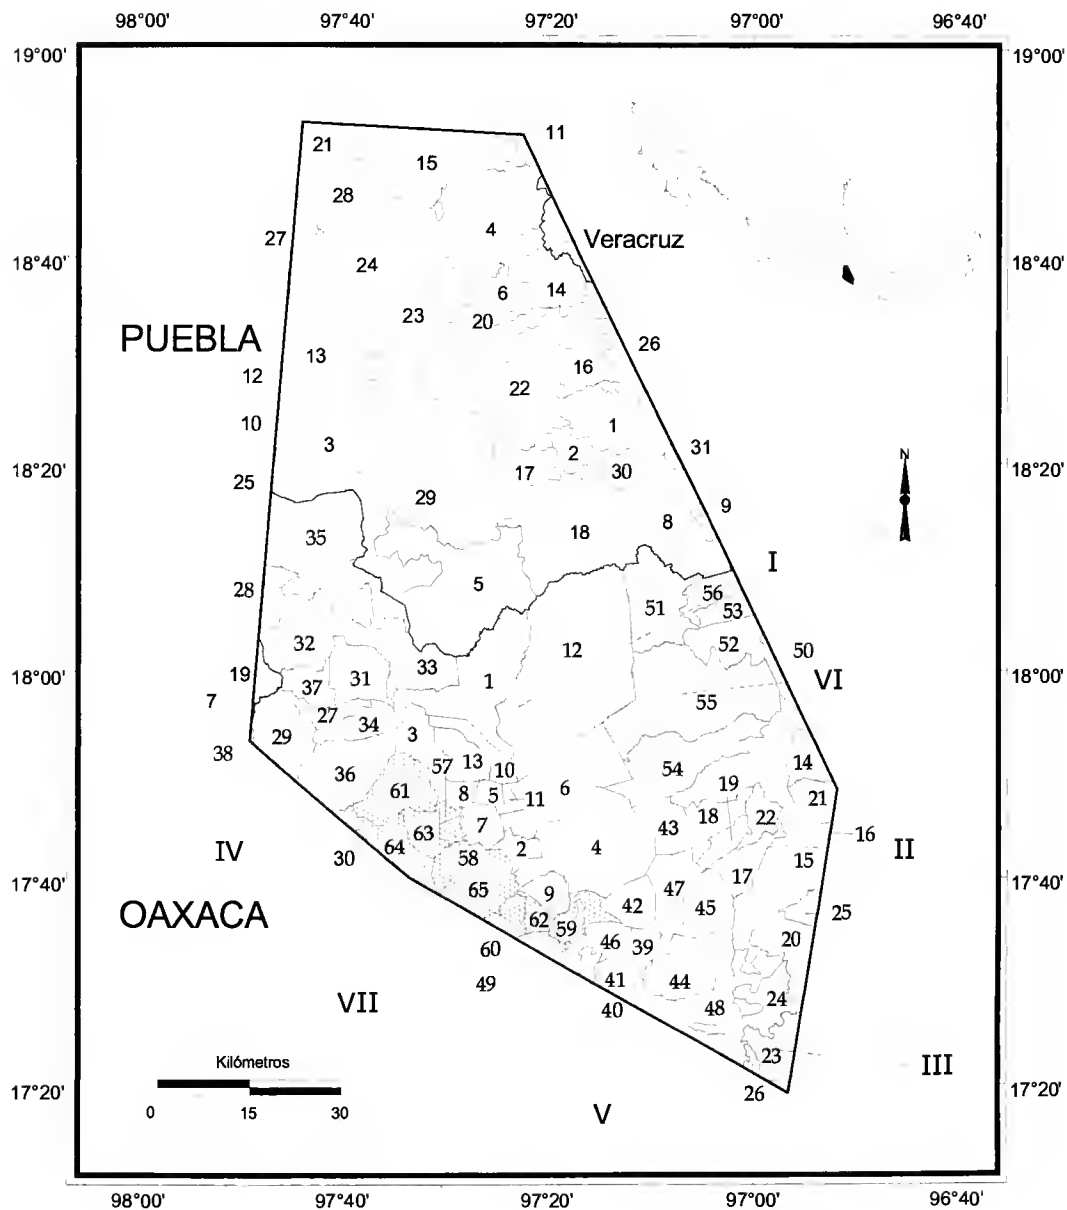 98°00' 97°40' 97°20' 97°00' 96°40'
19°00' 19°00'
11
21
15
28
4
27 Veracruz
18°40' 24 18°40'
6 14
23 20
PUEBLA 26
13 16
12 22
10 1
3 2 31
18°20' 17 30 18°20'
25 N
29 9
8
35 18
I
5
28 56
51 53
32 12 52 50
18°00' 19 33 18°00'
37 31 1 VI
7 55
27 34
29 3
38 13 14
36 57 10 54
61 8 5 6 19
11 21
7 18 22
63 43 16
IV 64 2 4 II
30 58 15
17°40' 17 17°40'
65 9 47
OAXACA 42 45 25
62 59
60 46 39 20
49 41 44
VII 40 24
48
23
Kilómetros III
17°20' 26 17°20'
0 15 30 V
98°00' 97°40' 97°20' 97°00' 96°40'